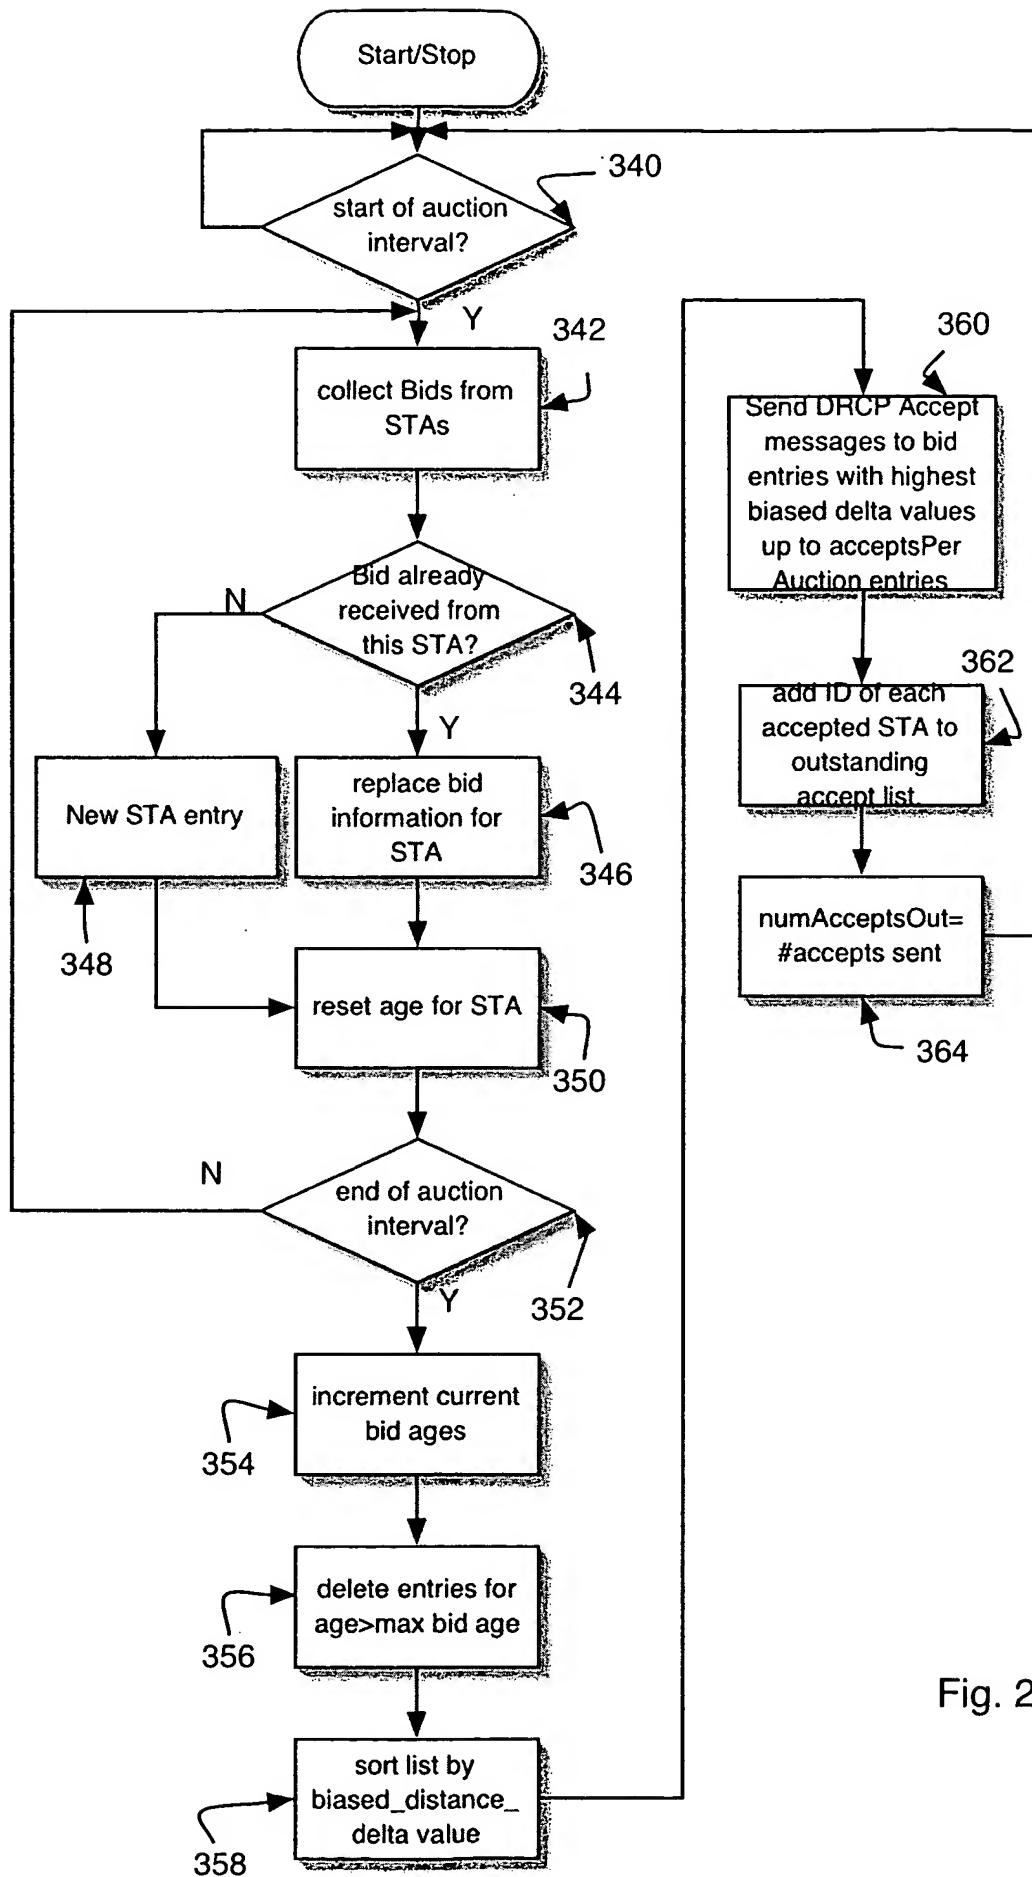 Start/Stop
340
start of auction
interval?
Y
342
collect Bids from
STAs
N
Bid already
received from
this STA?
344
Y
New STA entry
348
replace bid
information for
STA
346
reset age for STA
350
N
end of auction
interval?
Y
352
increment current
bid ages
354
delete entries for
age>max bid age
356
sort list by
biased_distance_
delta value
358
360
Send DRCP Accept
messages to bid
entries with highest
biased delta values
up to acceptsPer
Auction entries
362
add ID of each
accepted STA to
outstanding
accept list.
numAcceptsOut=
#accepts sent
364
Fig. 2